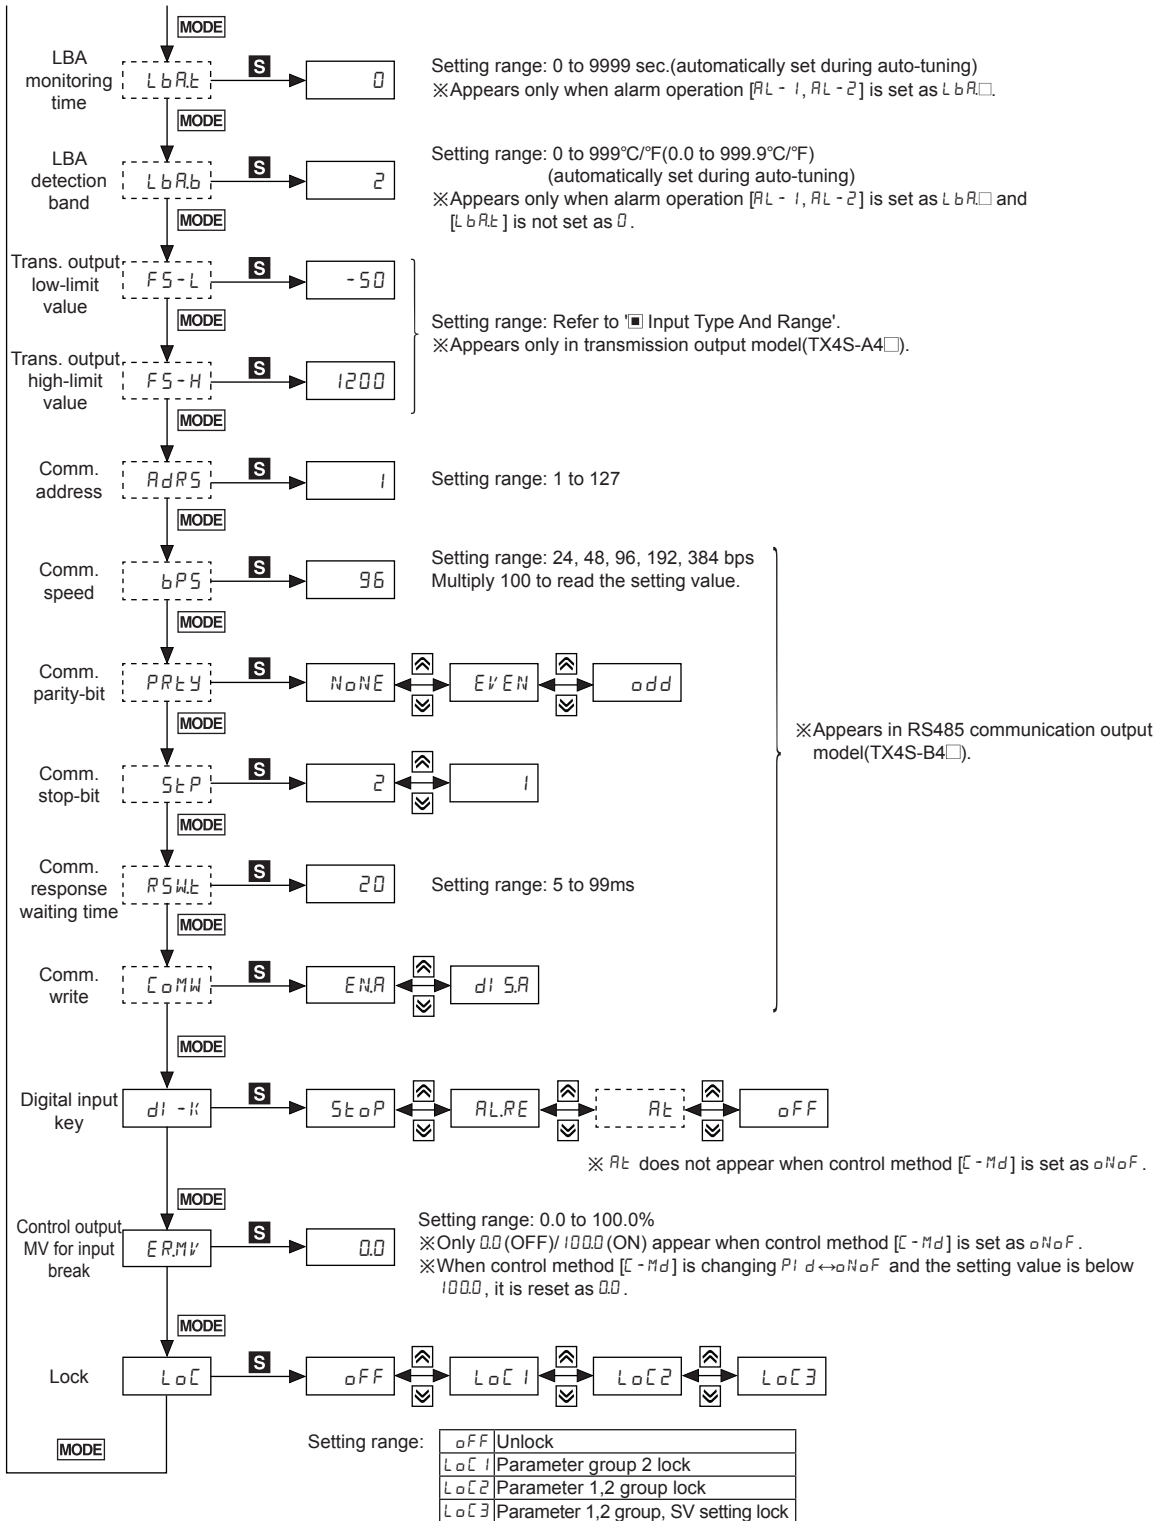 MODE
LBA
monitoring
time
LbA.t
S
0
Setting range: 0 to 9999 sec.(automatically set during auto-tuning)
※Appears only when alarm operation [AL-1, AL-2] is set as LbA.□.
MODE
LBA
detection
band
LbA.b
S
2
Setting range: 0 to 999°C/°F(0.0 to 999.9°C/°F)
(automatically set during auto-tuning)
※Appears only when alarm operation [AL-1, AL-2] is set as LbA.□ and
[LbA.t] is not set as 0.
MODE
Trans. output
low-limit
value
FS-L
S
-50
MODE
Setting range: Refer to '▣ Input Type And Range'.
※Appears only in transmission output model(TX4S-A4□).
Trans. output
high-limit
value
FS-H
S
1200
MODE
Comm.
address
AdRS
S
1
Setting range: 1 to 127
MODE
Comm.
speed
bPS
S
96
Setting range: 24, 48, 96, 192, 384 bps
Multiply 100 to read the setting value.
MODE
Comm.
parity-bit
PRtY
S
NoNE
EVEN
odd
MODE
※Appears in RS485 communication output
model(TX4S-B4□).
Comm.
stop-bit
StP
S
2
1
MODE
Comm.
response
waiting time
RSW.t
S
20
Setting range: 5 to 99ms
MODE
Comm.
write
CoMW
S
EN.A
dIS.A
MODE
Digital input
key
dI-K
S
StoP
AL.RE
At
oFF
※ At does not appear when control method [C-Md] is set as oNoF.
MODE
Control output
MV for input
break
ER.MV
S
0.0
Setting range: 0.0 to 100.0%
※Only 0.0(OFF)/100.0(ON) appear when control method [C-Md] is set as oNoF.
※When control method [C-Md] is changing PId↔oNoF and the setting value is below
100.0, it is reset as 0.0.
MODE
Lock
LoC
S
oFF
LoC1
LoC2
LoC3
MODE
Setting range:
oFF Unlock
LoC1 Parameter group 2 lock
LoC2 Parameter 1,2 group lock
LoC3 Parameter 1,2 group, SV setting lock